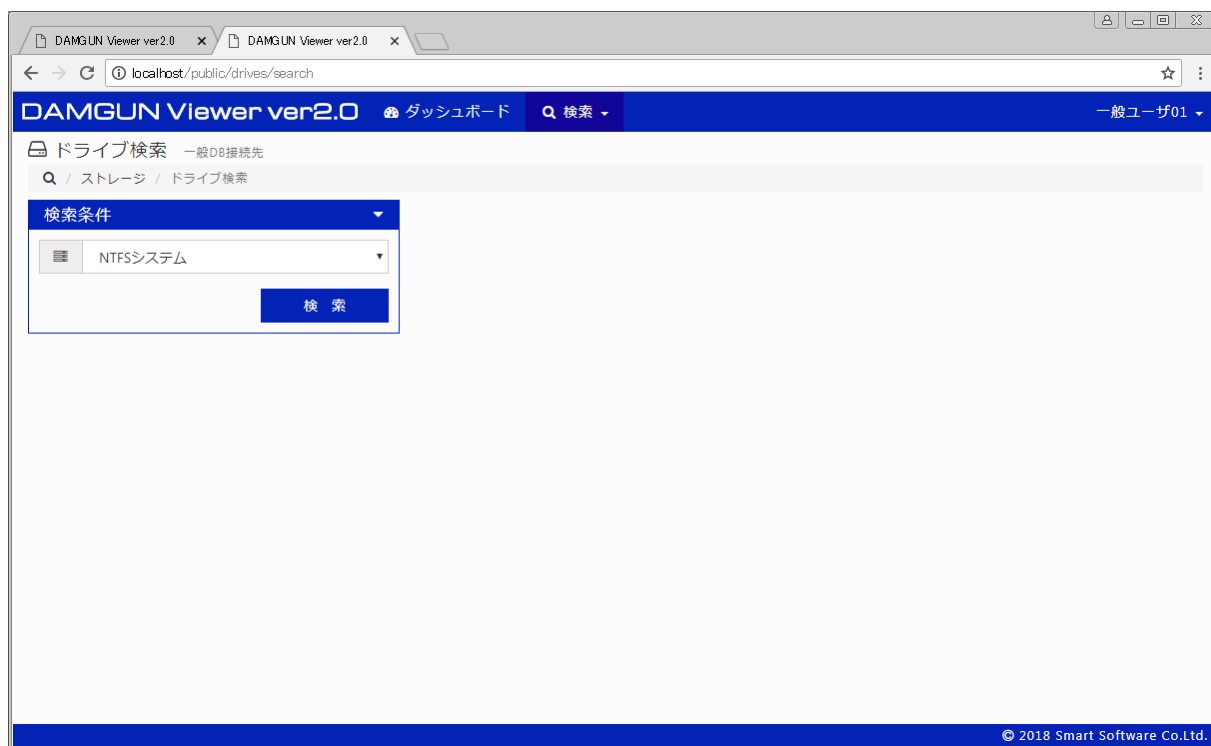 DAMGUN Viewer ver2.0 DAMGUN Viewer ver2.0
localhost/public/drives/search
DAMGUN Viewer ver2.0 ダッシュボード 検索 一般ユーザ01
ドライブ検索 一般DB接続先
/ ストレージ / ドライブ検索
検索条件
NTFSシステム
検 索
© 2018 Smart Software Co.Ltd.